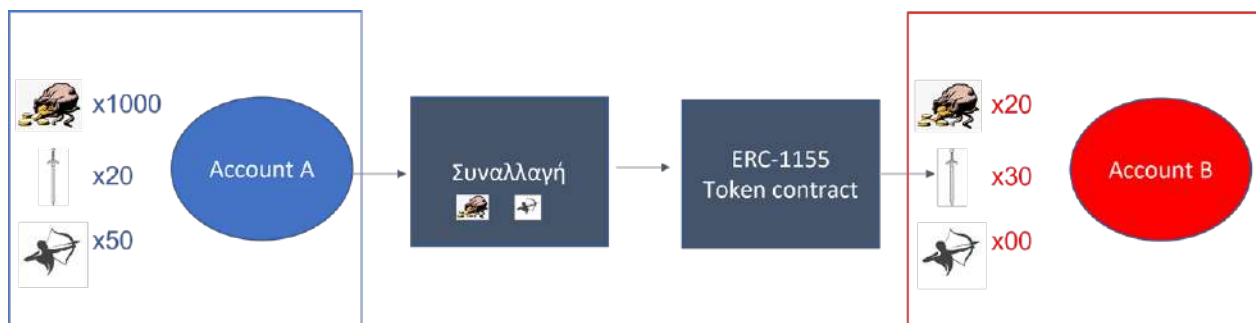 x1000
x20
x50
Account A
Συναλλαγή
ERC-1155
Token contract
x20
x30
x00
Account B